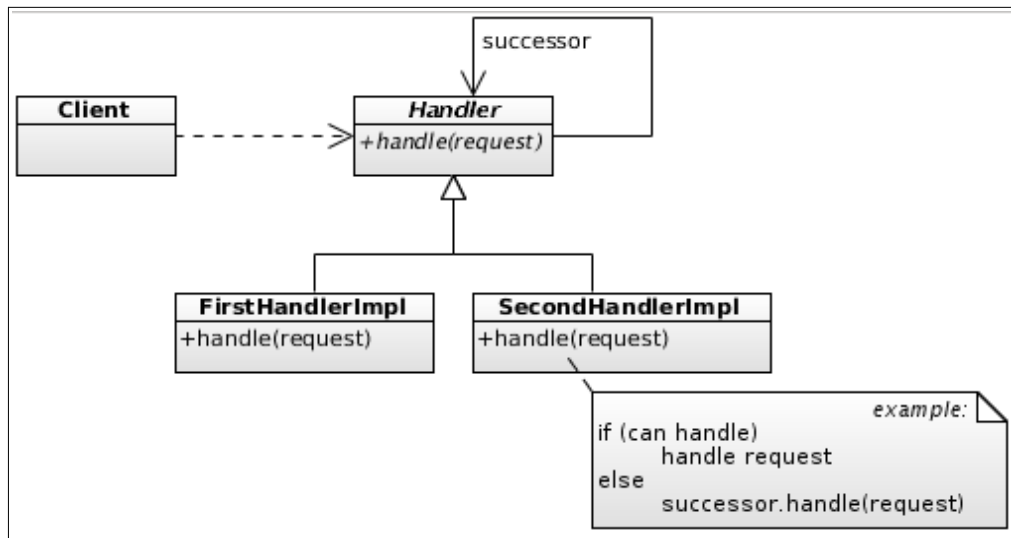 successor
Client
Handler
+handle(request)
FirstHandlerImpl
+handle(request)
SecondHandlerImpl
+handle(request)
example:
if (can handle)
handle request
else
successor.handle(request)